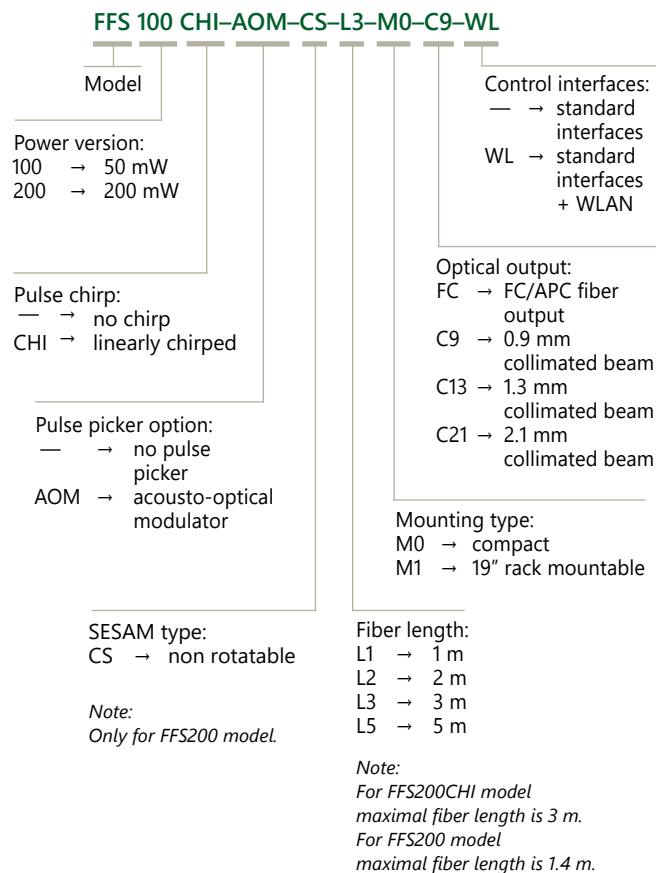 FFS 100 CHI–AOM–CS–L3–M0–C9–WL
Model
Power version:
100 → 50 mW
200 → 200 mW
Pulse chirp:
— → no chirp
CHI → linearly chirped
Pulse picker option:
— → no pulse
picker
AOM → acousto-optical
modulator
SESAM type:
CS → non rotatable
Note:
Only for FFS200 model.
Fiber length:
L1 → 1 m
L2 → 2 m
L3 → 3 m
L5 → 5 m
Note:
For FFS200CHI model
maximal fiber length is 3 m.
For FFS200 model
maximal fiber length is 1.4 m.
Mounting type:
M0 → compact
M1 → 19″ rack mountable
Optical output:
FC → FC/APC fiber
output
C9 → 0.9 mm
collimated beam
C13 → 1.3 mm
collimated beam
C21 → 2.1 mm
collimated beam
Control interfaces:
— → standard
interfaces
WL → standard
interfaces
+ WLAN